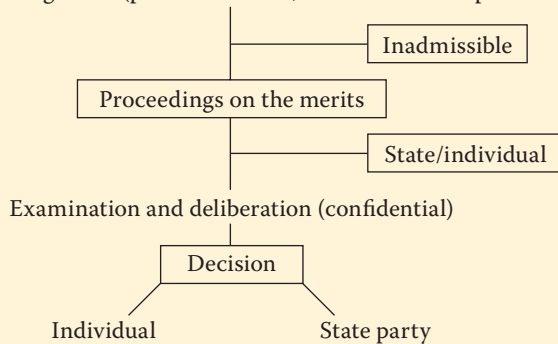 Inadmissible
Proceedings on the merits
State/individual
Examination and deliberation (confidential)
Decision
Individual State party